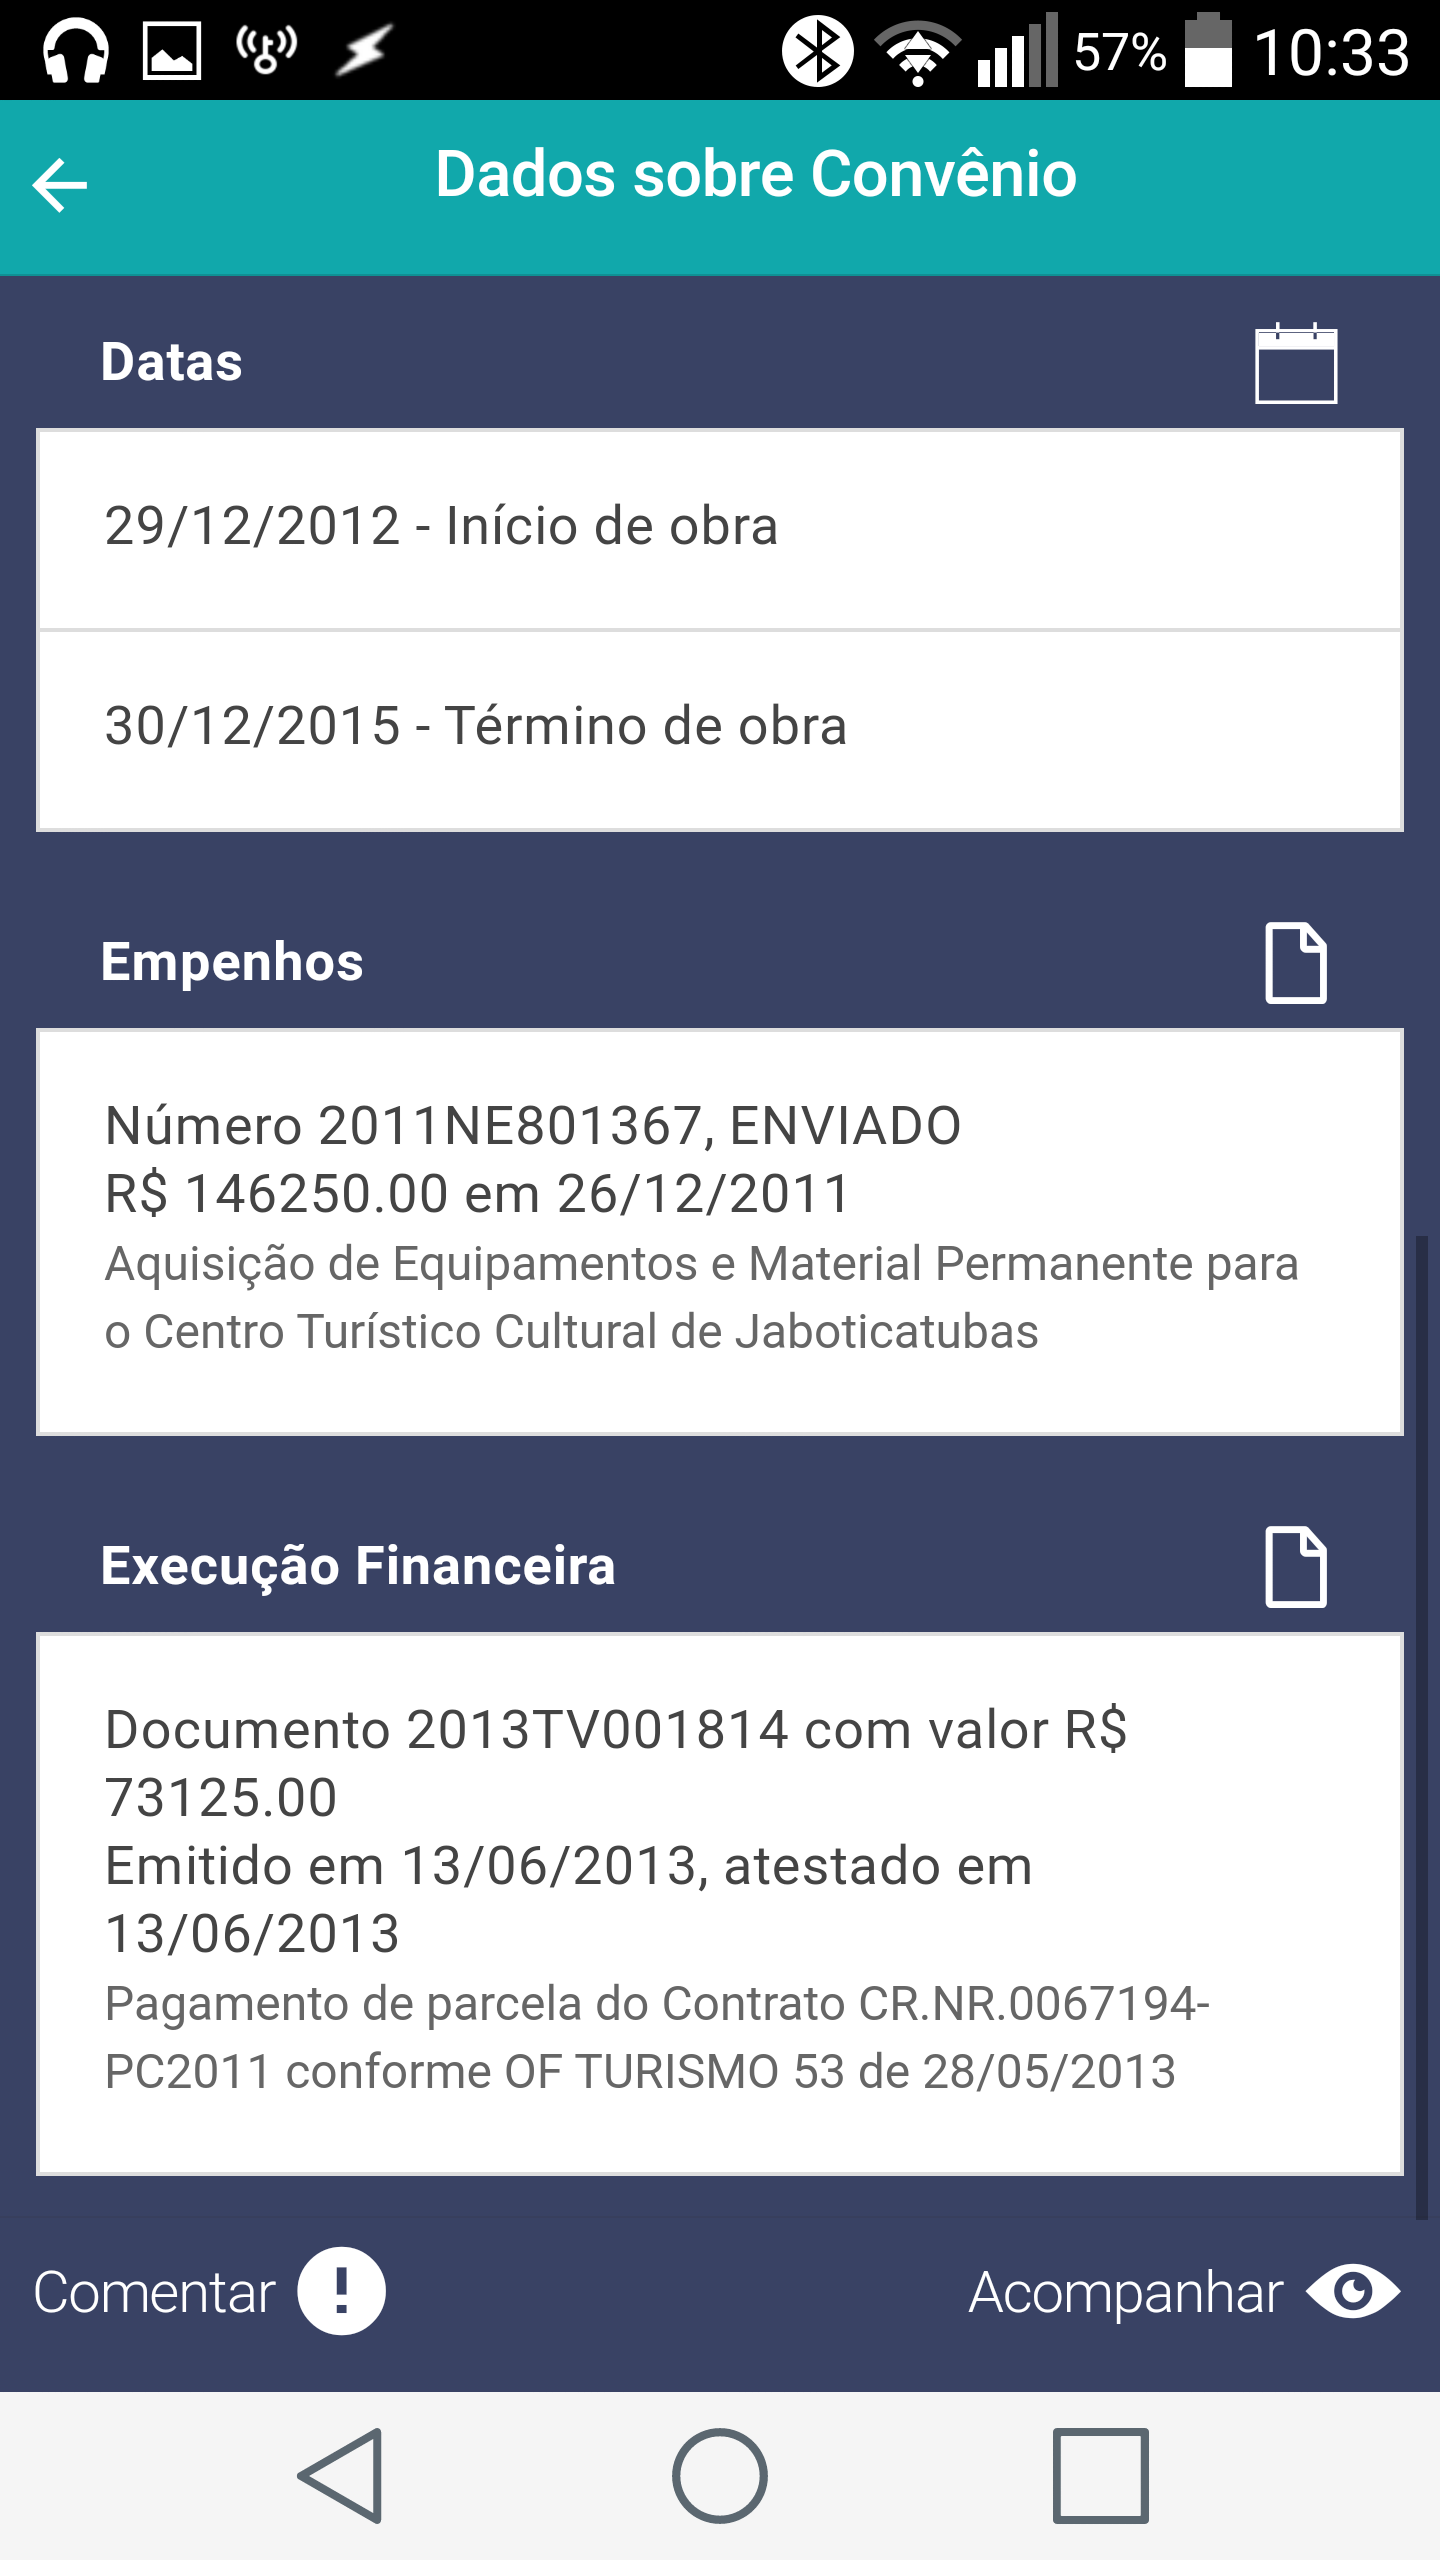 57% 10:33
Dados sobre Convênio
Datas
29/12/2012 - Início de obra
30/12/2015 - Término de obra
Empenhos
Número 2011NE801367, ENVIADO
R$ 146250.00 em 26/12/2011
Aquisição de Equipamentos e Material Permanente para
o Centro Turístico Cultural de Jaboticatubas
Execução Financeira
Documento 2013TV001814 com valor R$
73125.00
Emitido em 13/06/2013, atestado em
13/06/2013
Pagamento de parcela do Contrato CR.NR.0067194-
PC2011 conforme OF TURISMO 53 de 28/05/2013
Comentar ! Acompanhar